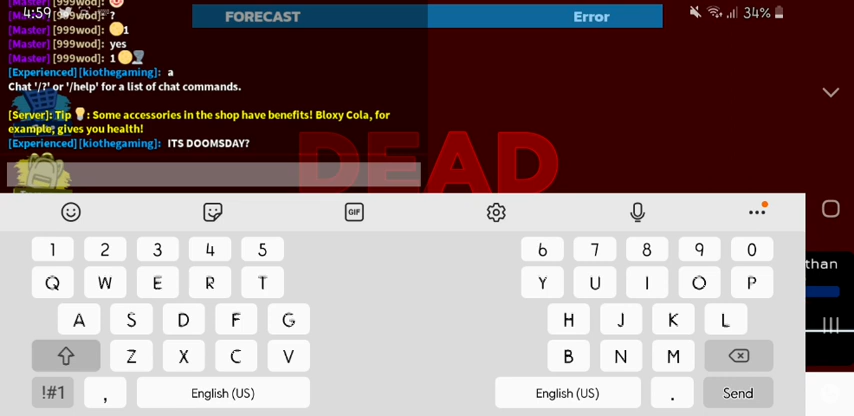 4:59
34%
FORECAST
Error
[Master] [999wod]: ?
[Master] [999wod]: 🟡1
[Master] [999wod]: yes
[Master] [999wod]: 1 🟡🏆
[Experienced] [kiothegaming]: a
Chat '/?' or '/help' for a list of chat commands.
[Server]: Tip 💡: Some accessories in the shop have benefits! Bloxy Cola, for
example, gives you health!
[Experienced] [kiothegaming]: ITS DOOMSDAY?
DEAD
than
GIF
1 2 3 4 5 6 7 8 9 0
Q W E R T Y U I O P
A S D F G H J K L
Z X C V B N M
!#1 , English (US) English (US) . Send